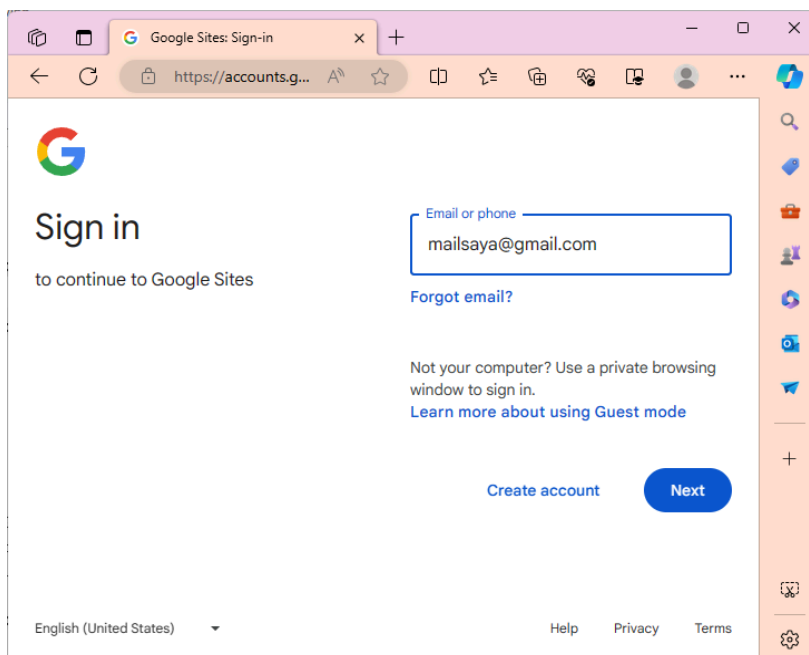 Google Sites: Sign-in
https://accounts.g...
Sign in
to continue to Google Sites
Email or phone
mailsaya@gmail.com
Forgot email?
Not your computer? Use a private browsing
window to sign in.
Learn more about using Guest mode
Create account
Next
English (United States)
Help
Privacy
Terms